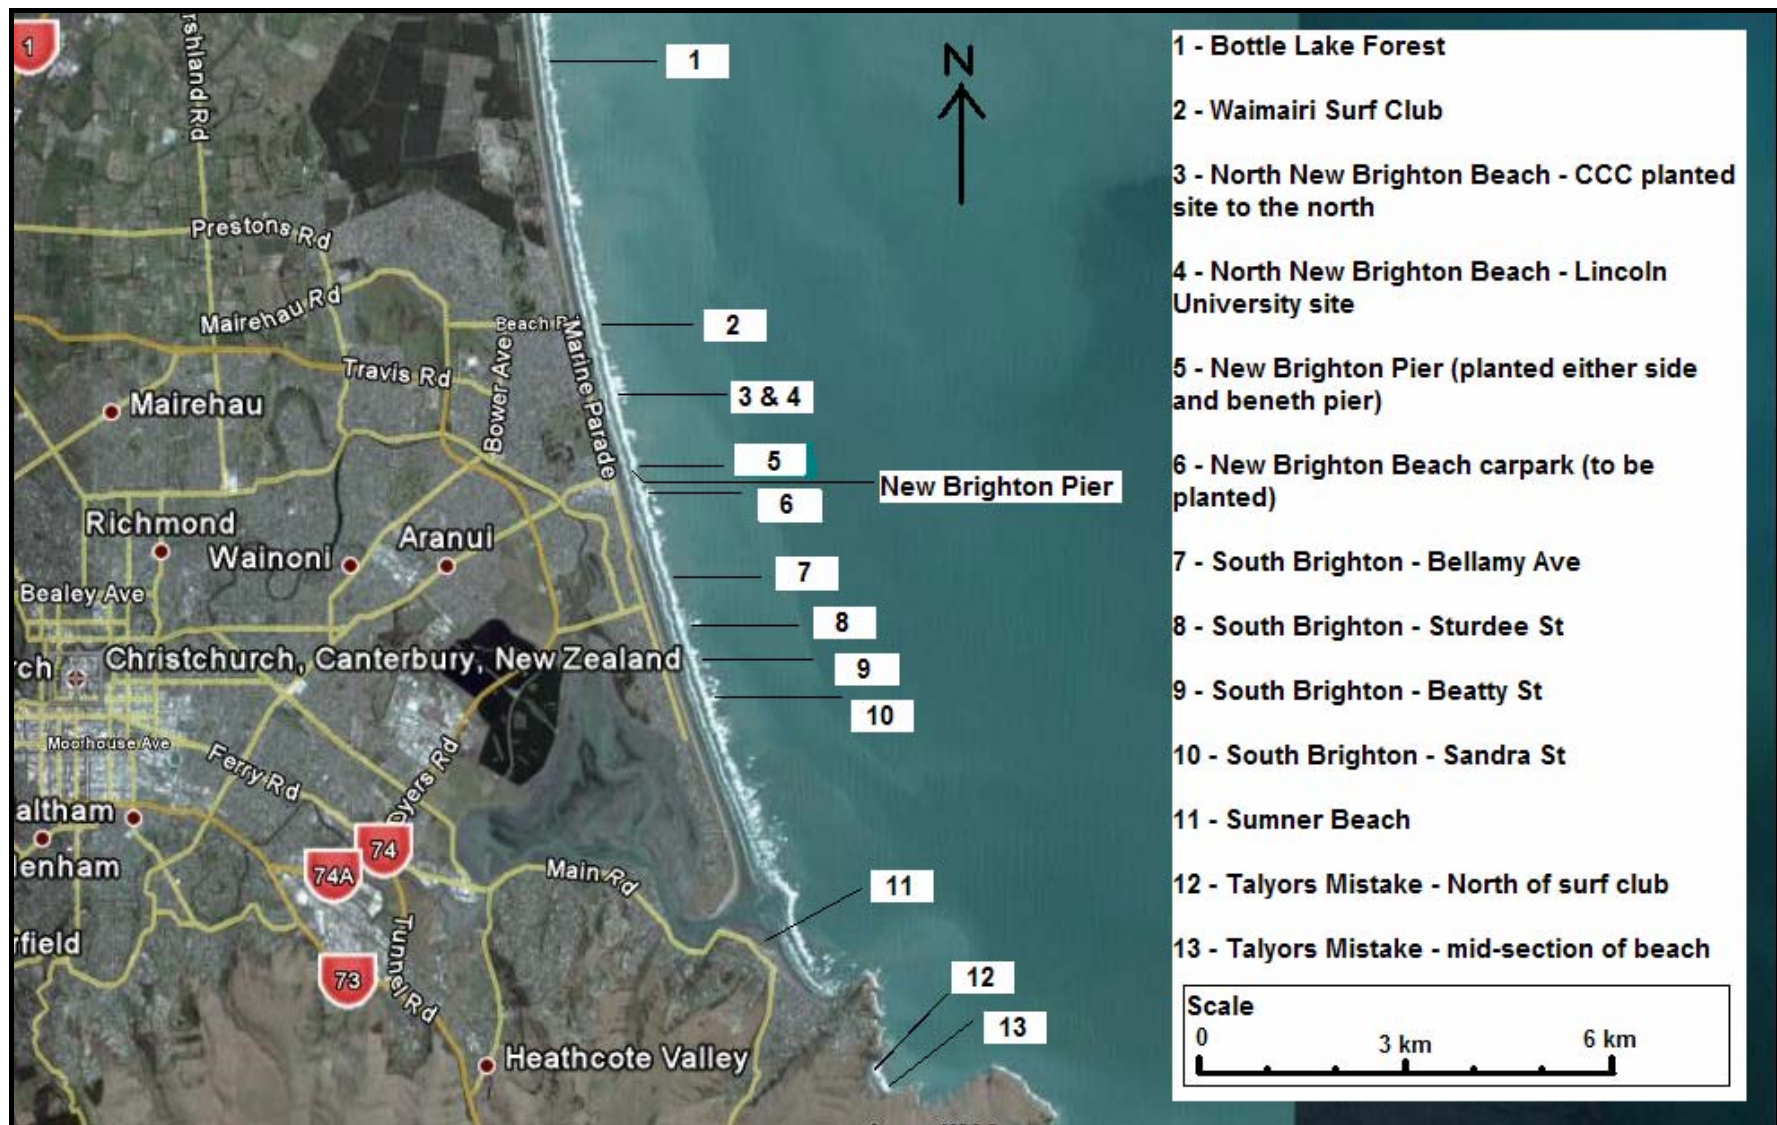 1
rshland Rd
1
N
Prestons Rd
Mairehau Rd
Beach R
2
Travis Rd
Bower Ave
Marine Parade
Mairehau
3 & 4
5
New Brighton Pier
6
Richmond
Wainoni
Aranui
7
Bealey Ave
8
rch
Christchurch, Canterbury, New Zealand
9
10
Moorhouse Ave
Ferry Rd
Dyers Rd
altham
74
74A
lenham
Main Rd
11
Tunnel Rd
rfield
73
12
13
Heathcote Valley
1 - Bottle Lake Forest
2 - Waimairi Surf Club
3 - North New Brighton Beach - CCC planted
site to the north
4 - North New Brighton Beach - Lincoln
University site
5 - New Brighton Pier (planted either side
and beneth pier)
6 - New Brighton Beach carpark (to be
planted)
7 - South Brighton - Bellamy Ave
8 - South Brighton - Sturdee St
9 - South Brighton - Beatty St
10 - South Brighton - Sandra St
11 - Sumner Beach
12 - Talyors Mistake - North of surf club
13 - Talyors Mistake - mid-section of beach
Scale
0 3 km 6 km